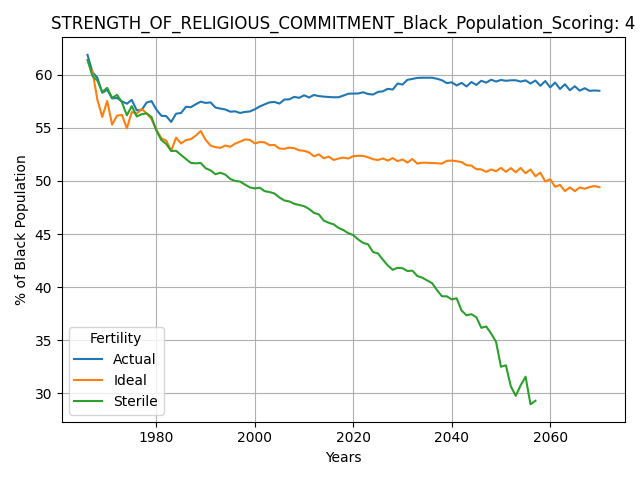 STRENGTH_OF_RELIGIOUS_COMMITMENT_Black_Population_Scoring: 4
% of Black Population
60
55
50
45
40
35
30
Fertility
Actual
Ideal
Sterile
1980
2000
2020
2040
2060
Years